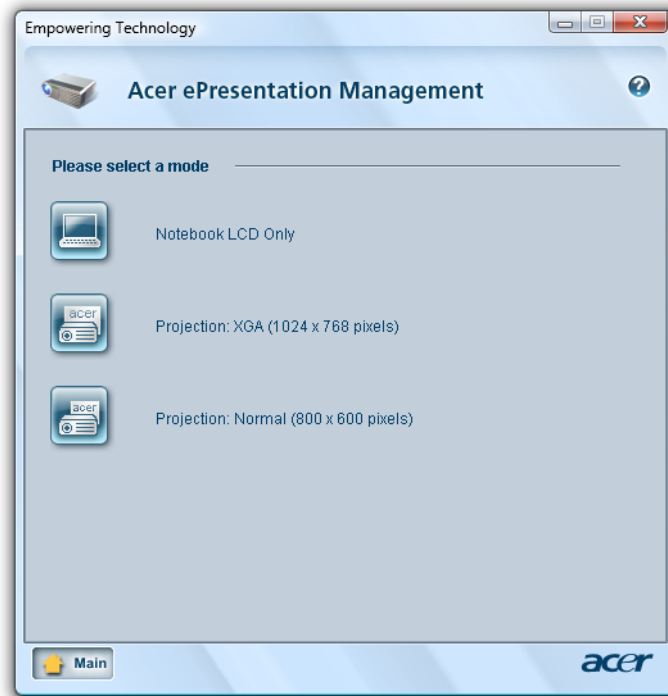 Empowering Technology
Acer ePresentation Management
?
Please select a mode
Notebook LCD Only
acer
Projection: XGA (1024 x 768 pixels)
acer
Projection: Normal (800 x 600 pixels)
Main
acer